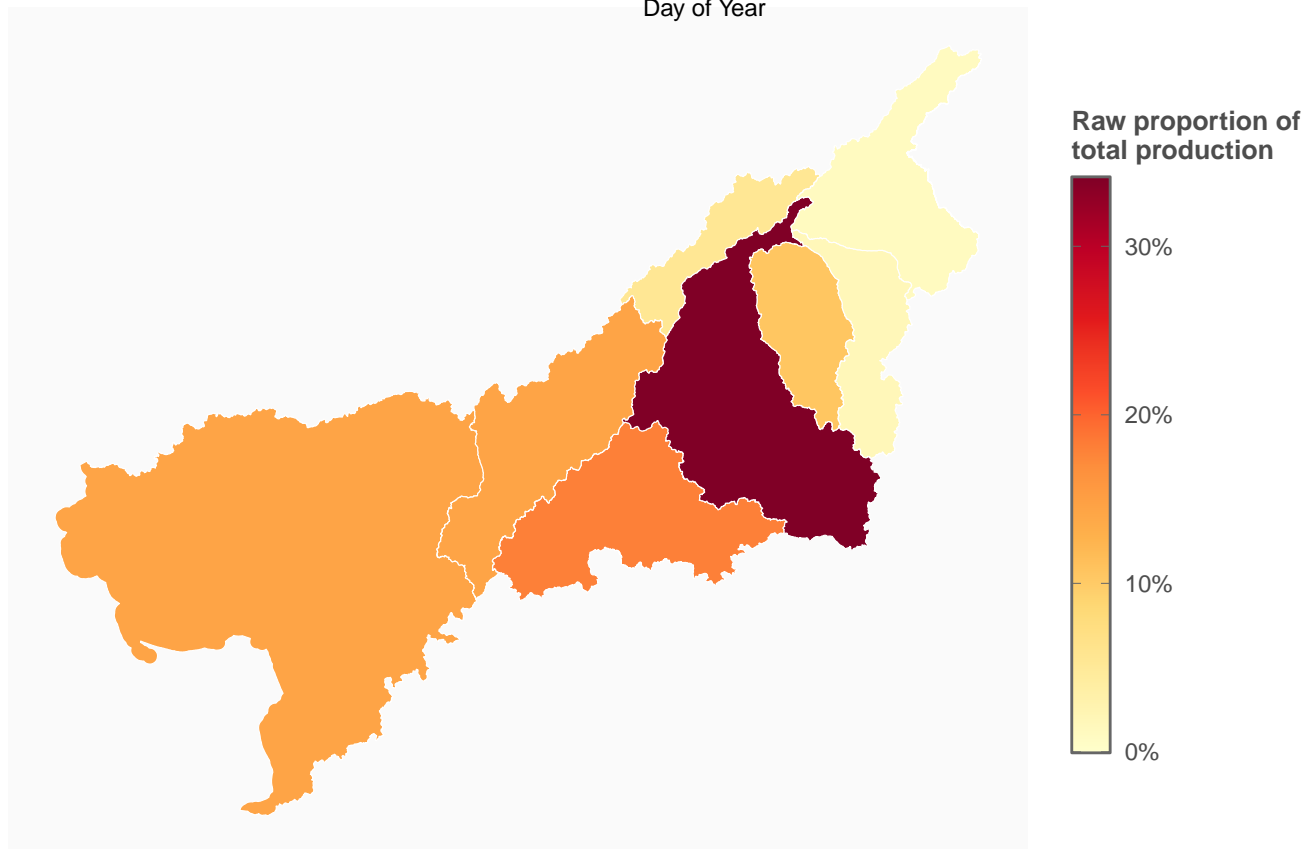 Day of Year
Raw proportion of
total production
30%
20%
10%
0%